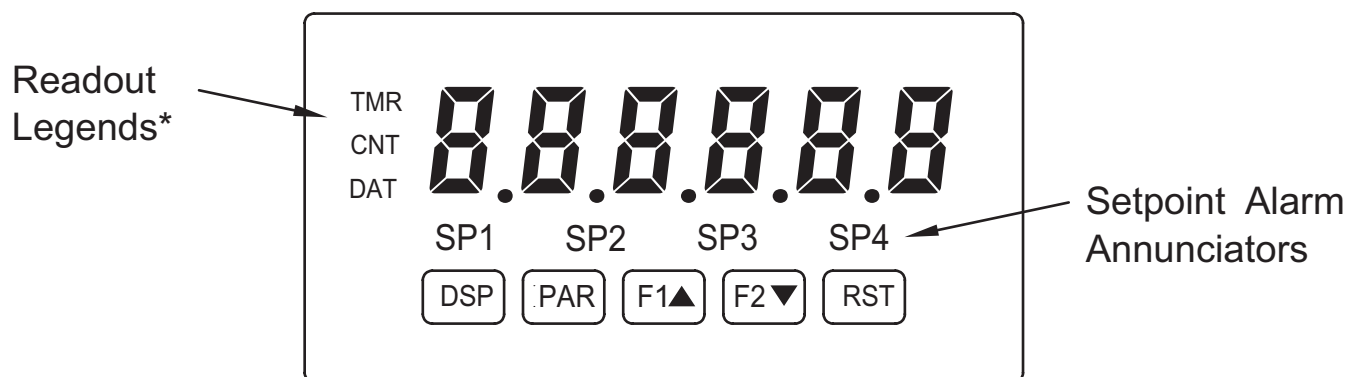 Readout
Legends*
TMR
CNT
DAT
8.8.8.8.8.8
SP1 SP2 SP3 SP4
Setpoint Alarm
Annunciators
DSP PAR F1▲ F2▼ RST